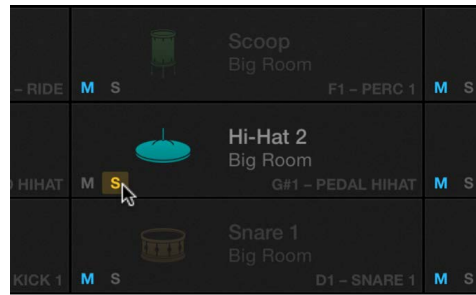 Scoop
Big Room
– RIDE M S F1 – PERC 1 M S
Hi-Hat 2
Big Room
HIHAT M S G#1 – PEDAL HIHAT M S
Snare 1
Big Room
KICK 1 M S D1 – SNARE 1 M S